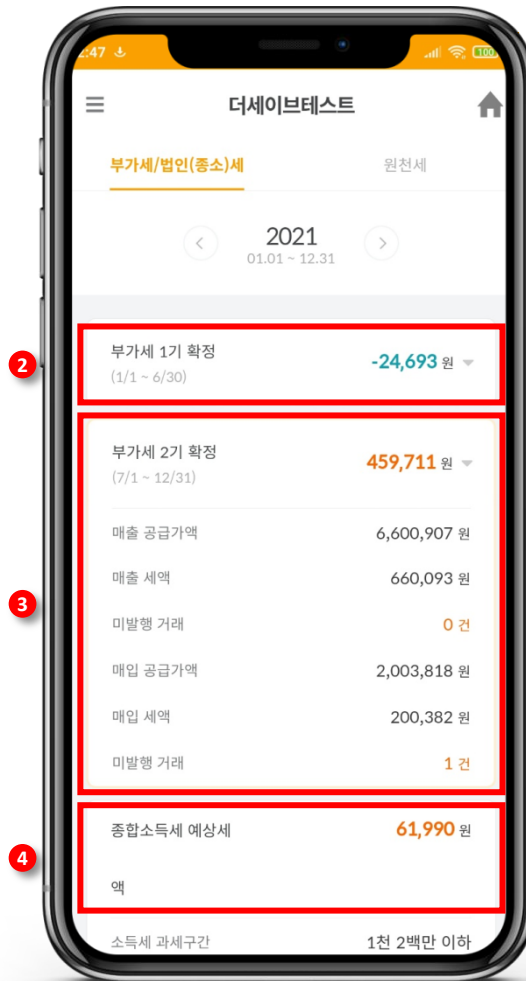 2:47
100
더세이브테스트
부가세/법인(종소)세 원천세
2021
01.01 ~ 12.31
2
부가세 1기 확정 -24,693 원
(1/1 ~ 6/30)
부가세 2기 확정 459,711 원
(7/1 ~ 12/31)
매출 공급가액 6,600,907 원
매출 세액 660,093 원
3
미발행 거래 0 건
매입 공급가액 2,003,818 원
매입 세액 200,382 원
미발행 거래 1 건
종합소득세 예상세 61,990 원
4
액
소득세 과세구간 1천 2백만 이하